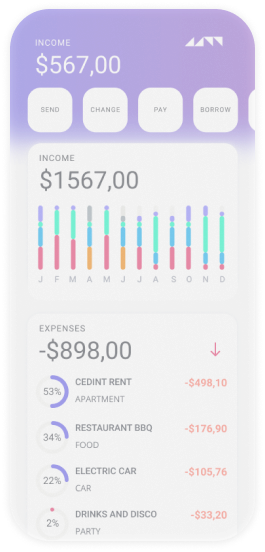 INCOME
$567,00
SEND CHANGE PAY BORROW
INCOME
$1567,00
J F M A M J J A S O N D
EXPENSES
-$898,00
53% CEDINT RENT -$498,10
APARTMENT
34% RESTAURANT BBQ -$176,90
FOOD
22% ELECTRIC CAR -$105,76
CAR
2% DRINKS AND DISCO -$33,20
PARTY